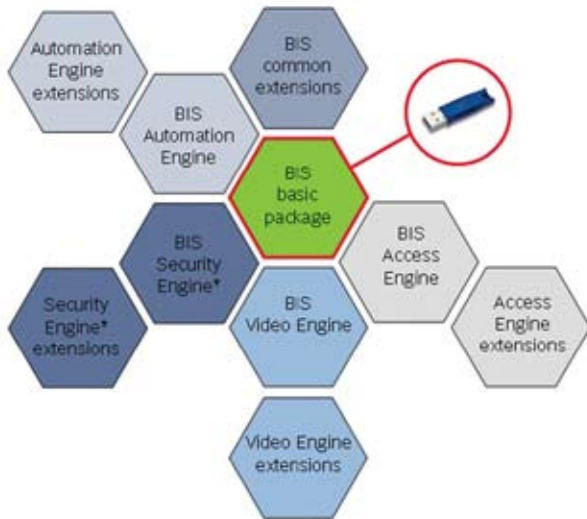 Automation
Engine
extensions
BIS
common
extensions
BIS
Automation
Engine
BIS
basic
package
BIS
Security
Engine*
BIS
Access
Engine
Security
Engine*
extensions
BIS
Video Engine
Access
Engine
extensions
Video Engine
extensions